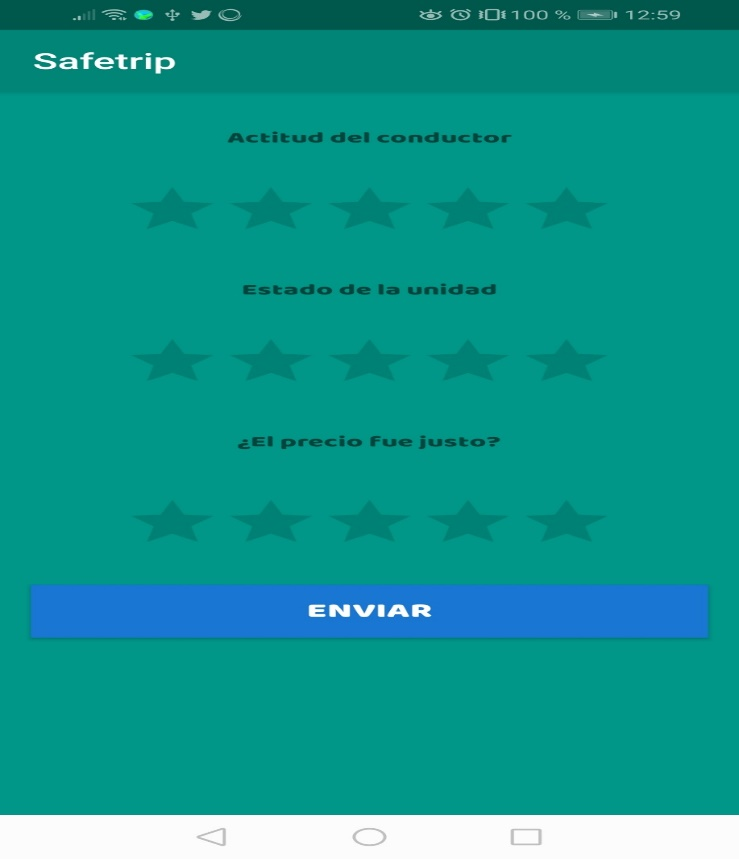 100 % 12:59
Safetrip
Actitud del conductor
Estado de la unidad
¿El precio fue justo?
ENVIAR